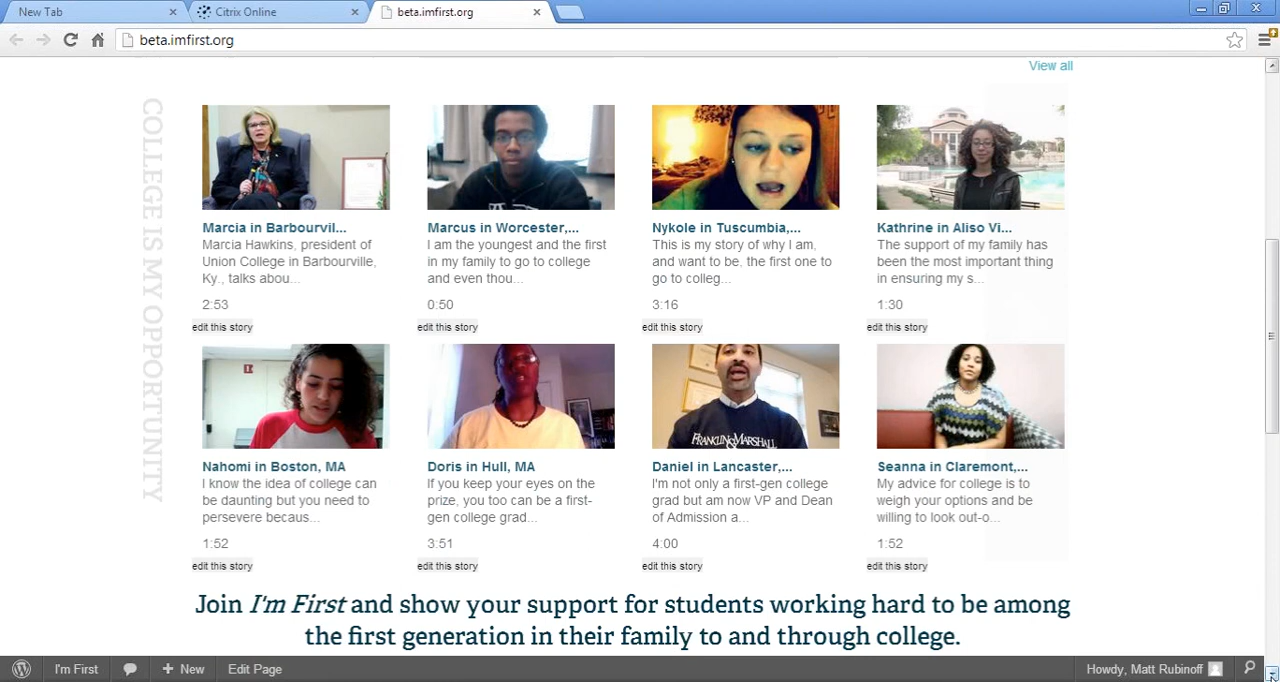 New Tab
Citrix Online
beta.imfirst.org
beta.imfirst.org
View all
COLLEGE IS MY OPPORTUNITY
Marcia in Barbourvil...
Marcia Hawkins, president of
Union College in Barbourville,
Ky., talks abou...
2:53
edit this story
Marcus in Worcester,...
I am the youngest and the first
in my family to go to college
and even thou...
0:50
edit this story
Nykole in Tuscumbia,...
This is my story of why I am,
and want to be, the first one to
go to colleg...
3:16
edit this story
Kathrine in Aliso Vi...
The support of my family has
been the most important thing
in ensuring my s...
1:30
edit this story
Nahomi in Boston, MA
I know the idea of college can
be daunting but you need to
persevere becaus...
1:52
edit this story
Doris in Hull, MA
If you keep your eyes on the
prize, you too can be a first-
gen college grad...
3:51
edit this story
FRANKLIN & MARSHALL
Daniel in Lancaster,...
I'm not only a first-gen college
grad but am now VP and Dean
of Admission a...
4:00
edit this story
Seanna in Claremont,...
My advice for college is to
weigh your options and be
willing to look out-o...
1:52
edit this story
Join I'm First and show your support for students working hard to be among
the first generation in their family to and through college.
I'm First
+ New
Edit Page
Howdy, Matt Rubinoff